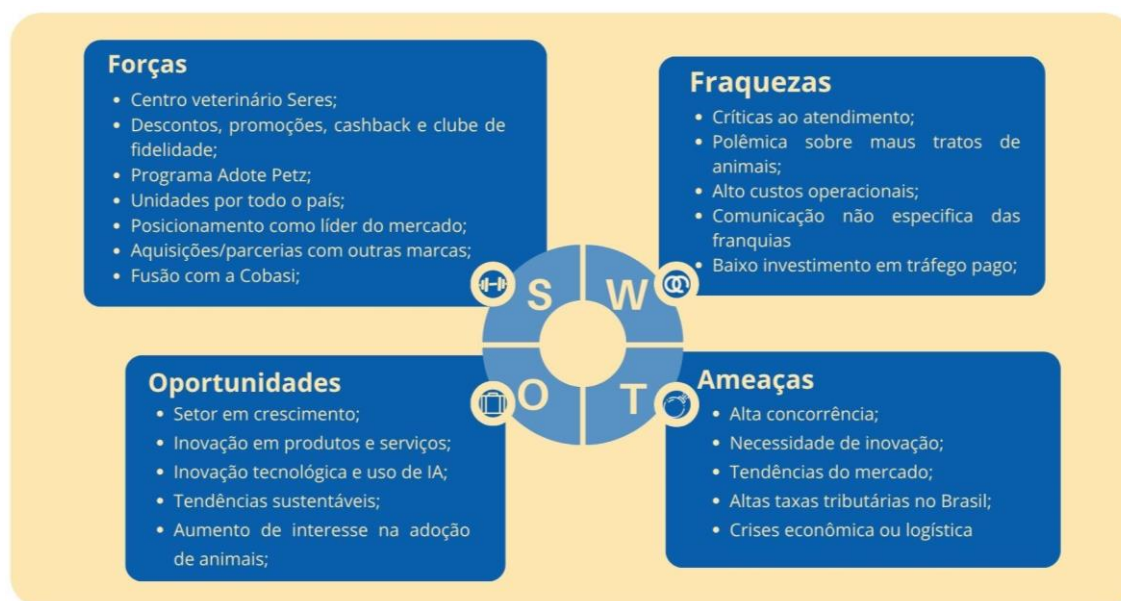 Forças
• Centro veterinário Seres;
• Descontos, promoções, cashback e clube de
fidelidade;
• Programa Adote Petz;
• Unidades por todo o país;
• Posicionamento como líder do mercado;
• Aquisições/parcerias com outras marcas;
• Fusão com a Cobasi;
Fraquezas
• Críticas ao atendimento;
• Polêmica sobre maus tratos de
animais;
• Alto custos operacionais;
• Comunicação não especifica das
franquias
• Baixo investimento em tráfego pago;
S
W
O
T
Oportunidades
• Setor em crescimento;
• Inovação em produtos e serviços;
• Inovação tecnológica e uso de IA;
• Tendências sustentáveis;
• Aumento de interesse na adoção
de animais;
Ameaças
• Alta concorrência;
• Necessidade de inovação;
• Tendências do mercado;
• Altas taxas tributárias no Brasil;
• Crises econômica ou logística